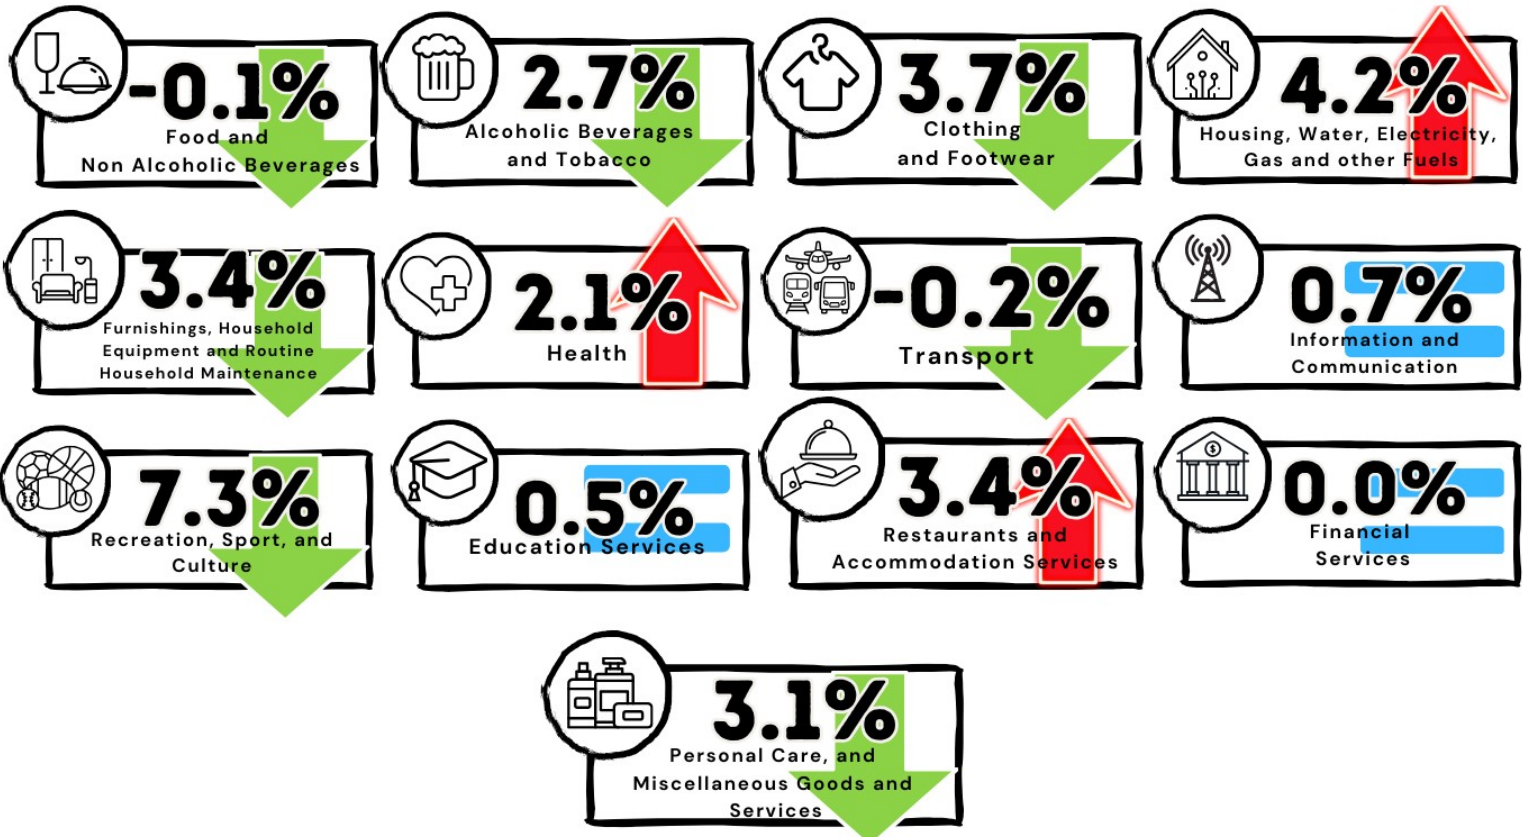 -0.1%
Food and
Non Alcoholic Beverages
2.7%
Alcoholic Beverages
and Tobacco
3.7%
Clothing
and Footwear
4.2%
Housing, Water, Electricity,
Gas and other Fuels
3.4%
Furnishings, Household
Equipment and Routine
Household Maintenance
2.1%
Health
-0.2%
Transport
0.7%
Information and
Communication
7.3%
Recreation, Sport, and
Culture
0.5%
Education Services
3.4%
Restaurants and
Accommodation Services
$
0.0%
Financial
Services
3.1%
Personal Care, and
Miscellaneous Goods and
Services